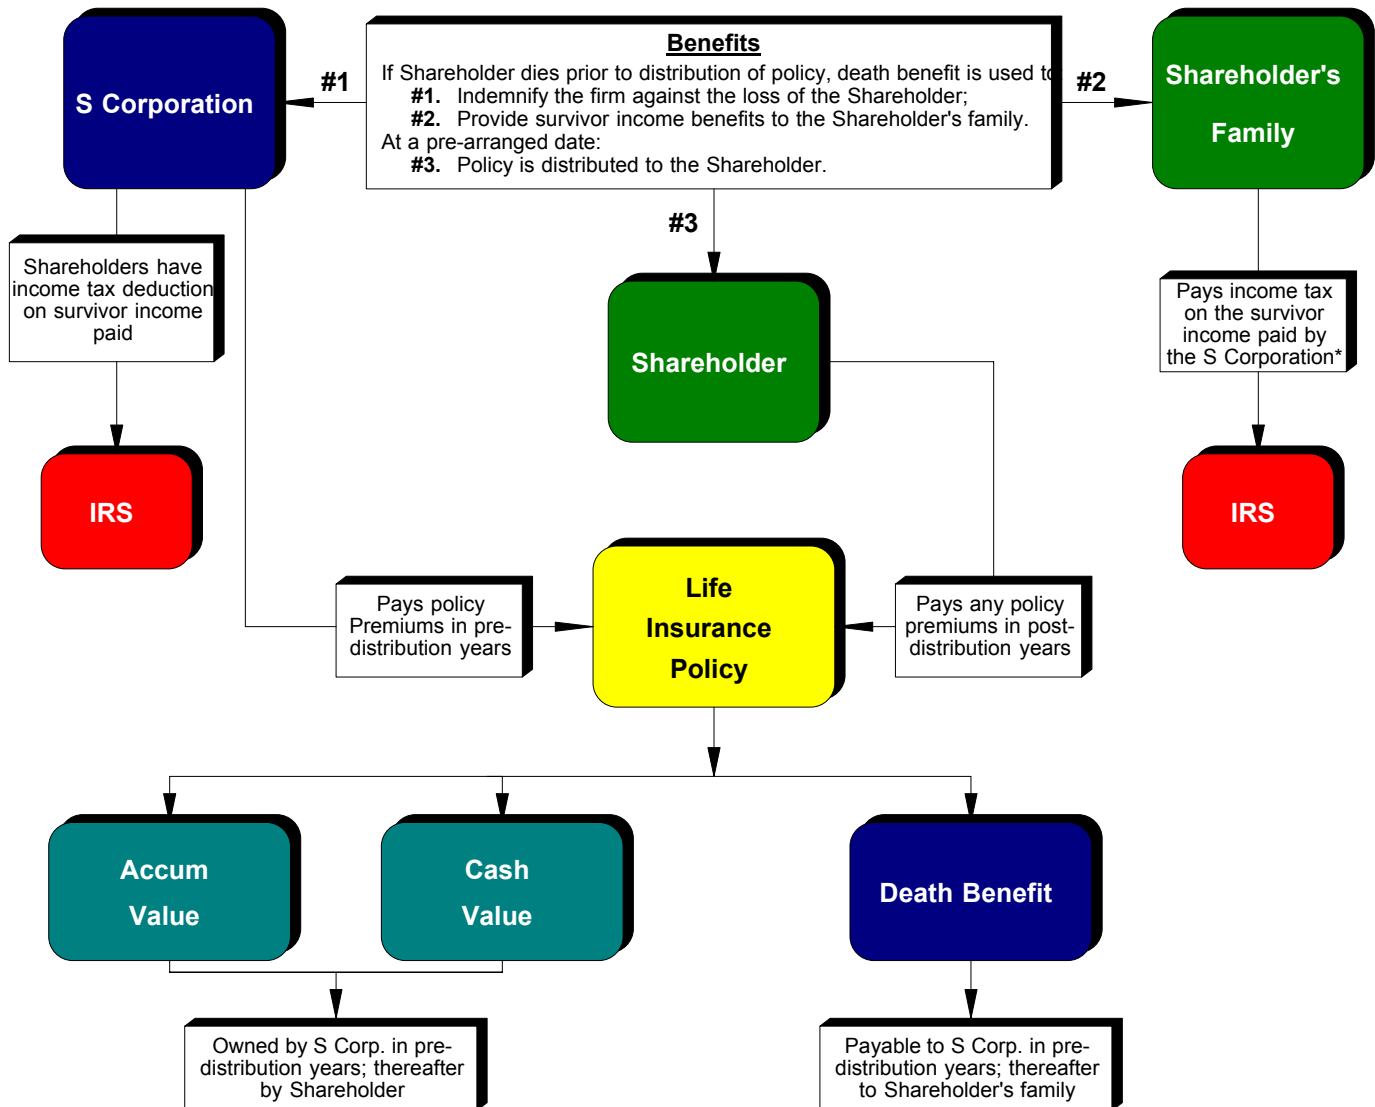 Benefits
If Shareholder dies prior to distribution of policy, death benefit is used to
#1. Indemnify the firm against the loss of the Shareholder;
#2. Provide survivor income benefits to the Shareholder's family.
At a pre-arranged date:
#3. Policy is distributed to the Shareholder.
S Corporation
#1
#2
Shareholder's
Family
#3
Shareholders have
income tax deduction
on survivor income
paid
Shareholder
Pays income tax
on the survivor
income paid by
the S Corporation*
IRS
IRS
Pays policy
Premiums in pre-
distribution years
Life
Insurance
Policy
Pays any policy
premiums in post-
distribution years
Accum
Value
Cash
Value
Death Benefit
Owned by S Corp. in pre-
distribution years; thereafter
by Shareholder
Payable to S Corp. in pre-
distribution years; thereafter
to Shareholder's family